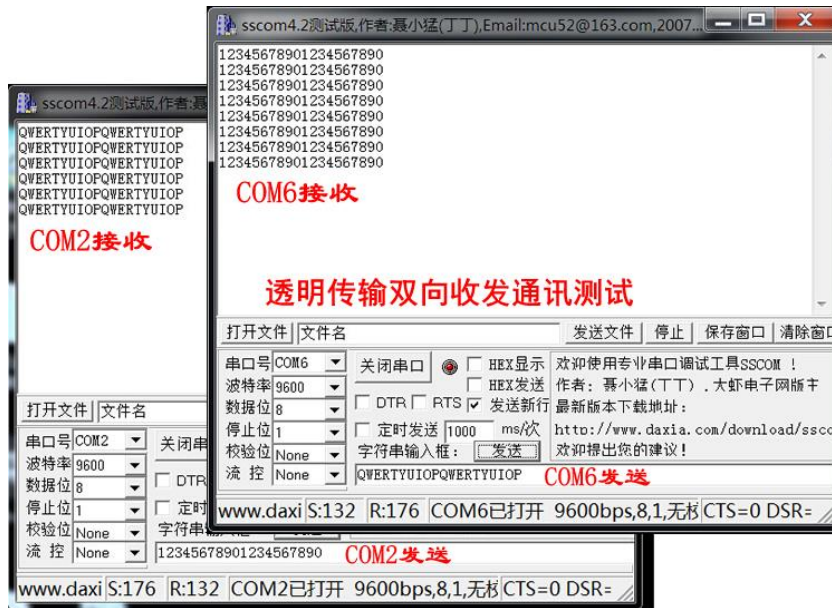 sscom4.2测试版,作者:聂小猛(丁丁),Email:mcu52@163.com,2007...
12345678901234567890
12345678901234567890
12345678901234567890
12345678901234567890
12345678901234567890
12345678901234567890
12345678901234567890
12345678901234567890
COM6接收
透明传输双向收发通讯测试
打开文件 文件名 发送文件 停止 保存窗口 清除窗口
串口号 COM6 关闭串口 HEX显示 欢迎使用专业串口调试工具SSCOM !
波特率 9600 HEX发送 作者: 聂小猛(丁丁) .大虾电子网版主
数据位 8 DTR RTS 发送新行 最新版本下载地址:
停止位 1 定时发送 1000 ms/次 http://www.daxia.com/download/ssco
校验位 None 字符串输入框: 发送 欢迎提出您的建议!
流 控 None QWERTYUIOPQWERTYUIOP COM6发送
www.daxi S:132 R:176 COM6已打开 9600bps,8,1,无校 CTS=0 DSR=
sscom4.2测试版,作者:聂
QWERTYUIOPQWERTYUIOP
QWERTYUIOPQWERTYUIOP
QWERTYUIOPQWERTYUIOP
QWERTYUIOPQWERTYUIOP
QWERTYUIOPQWERTYUIOP
QWERTYUIOPQWERTYUIOP
COM2接收
打开文件 文件名
串口号 COM2 关闭串
波特率 9600
数据位 8 DTR
停止位 1 定时
校验位 None 字符串输
流 控 None 12345678901234567890 COM2发送
www.daxi S:176 R:132 COM2已打开 9600bps,8,1,无校 CTS=0 DSR=